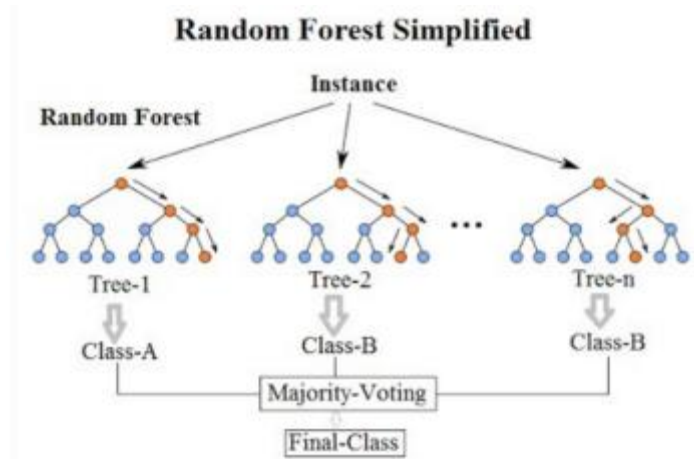 Random Forest Simplified
Instance
Random Forest
...
Tree-1 Tree-2 Tree-n
Class-A Class-B Class-B
Majority-Voting
Final-Class